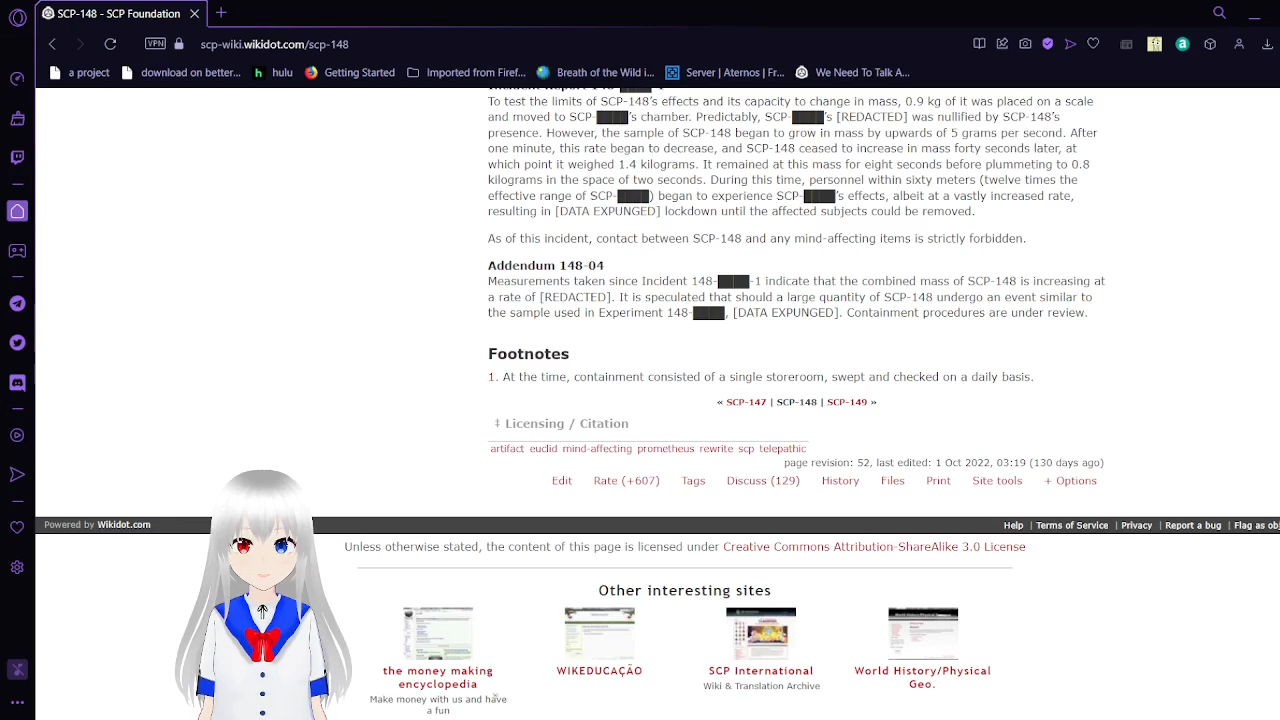 SCP-148 - SCP Foundation
VPN
scp-wiki.wikidot.com/scp-148
a project
download on better...
hulu
Getting Started
Imported from Firef...
Breath of the Wild i...
Server | Aternos | Fr...
We Need To Talk A...
To test the limits of SCP-148's effects and its capacity to change in mass, 0.9 kg of it was placed on a scale
and moved to SCP-████'s chamber. Predictably, SCP-████'s [REDACTED] was nullified by SCP-148's
presence. However, the sample of SCP-148 began to grow in mass by upwards of 5 grams per second. After
one minute, this rate began to decrease, and SCP-148 ceased to increase in mass forty seconds later, at
which point it weighed 1.4 kilograms. It remained at this mass for eight seconds before plummeting to 0.8
kilograms in the space of two seconds. During this time, personnel within sixty meters (twelve times the
effective range of SCP-████) began to experience SCP-████'s effects, albeit at a vastly increased rate,
resulting in [DATA EXPUNGED] lockdown until the affected subjects could be removed.
As of this incident, contact between SCP-148 and any mind-affecting items is strictly forbidden.
Addendum 148-04
Measurements taken since Incident 148-████-1 indicate that the combined mass of SCP-148 is increasing at
a rate of [REDACTED]. It is speculated that should a large quantity of SCP-148 undergo an event similar to
the sample used in Experiment 148-████, [DATA EXPUNGED]. Containment procedures are under review.
Footnotes
1. At the time, containment consisted of a single storeroom, swept and checked on a daily basis.
« SCP-147 | SCP-148 | SCP-149 »
‡ Licensing / Citation
artifact euclid mind-affecting prometheus rewrite scp telepathic
page revision: 52, last edited: 1 Oct 2022, 03:19 (130 days ago)
Edit Rate (+607) Tags Discuss (129) History Files Print Site tools + Options
Powered by Wikidot.com
Help | Terms of Service | Privacy | Report a bug | Flag as obj
Unless otherwise stated, the content of this page is licensed under Creative Commons Attribution-ShareAlike 3.0 License
Other interesting sites
the money making
encyclopedia
Make money with us and have
a fun
WIKEDUCAÇÃO
SCP International
Wiki & Translation Archive
World History/Physical
Geo.